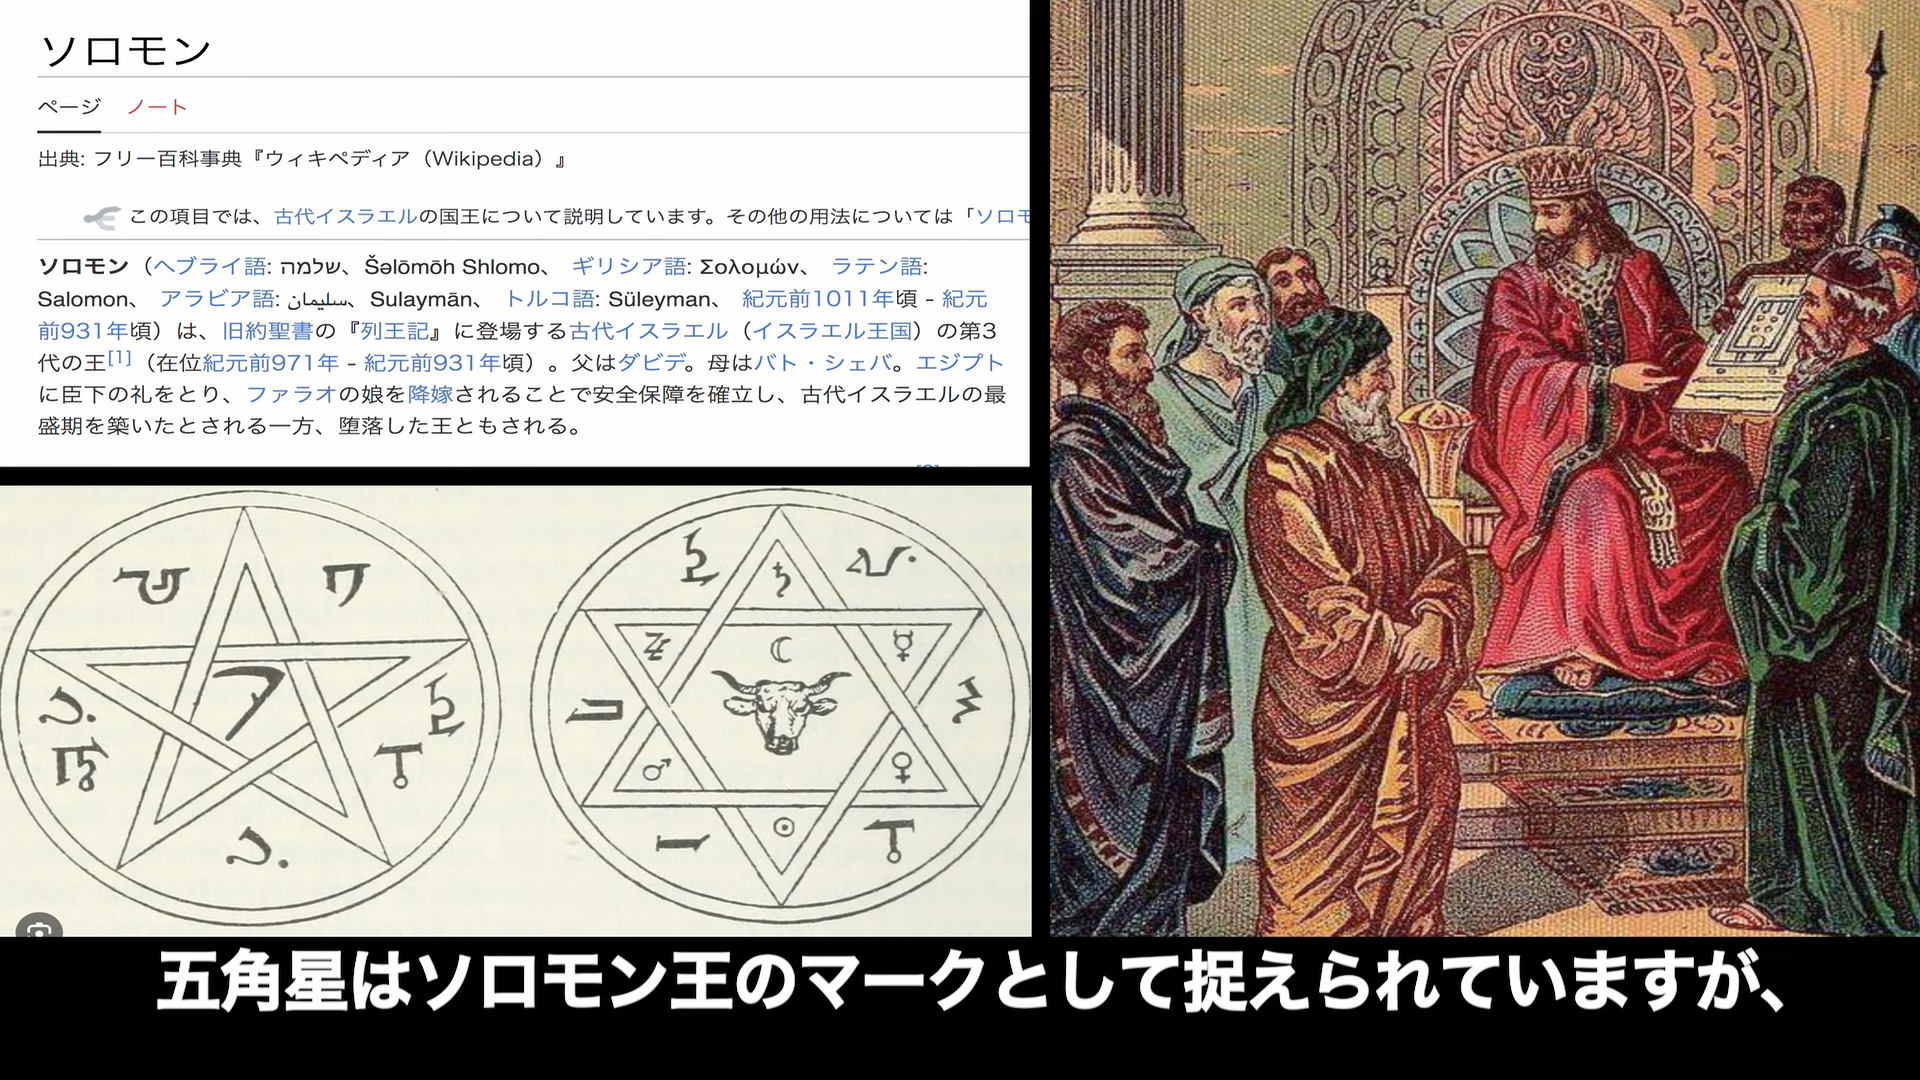 ソロモン
ページ ノート
出典: フリー百科事典『ウィキペディア（Wikipedia）』
この項目では、古代イスラエルの国王について説明しています。その他の用法については「ソロモ
ソロモン（ヘブライ語: שלמה、Šəlōmōh Shlomo、 ギリシア語: Σολομών、 ラテン語:
Salomon、 アラビア語: سليمان、Sulaymān、 トルコ語: Süleyman、 紀元前1011年頃 - 紀元
前931年頃）は、旧約聖書の『列王記』に登場する古代イスラエル（イスラエル王国）の第3
代の王[1]（在位紀元前971年 - 紀元前931年頃）。父はダビデ。母はバト・シェバ。エジプト
に臣下の礼をとり、ファラオの娘を降嫁されることで安全保障を確立し、古代イスラエルの最
盛期を築いたとされる一方、堕落した王ともされる。
五角星はソロモン王のマークとして捉えられていますが、